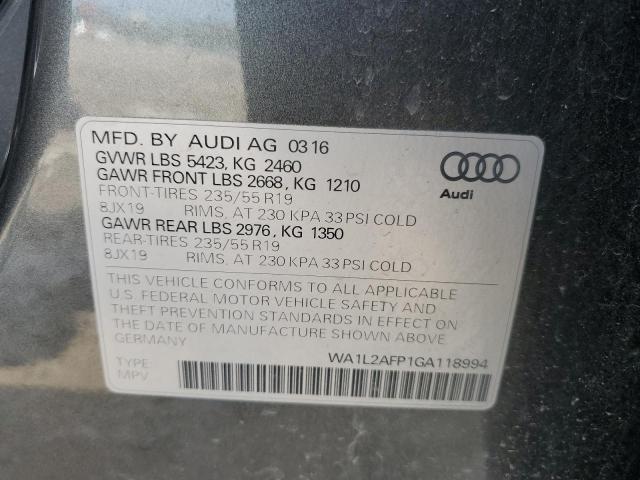 MFD. BY AUDI AG 0316
GVWR LBS 5423, KG 2460
GAWR FRONT LBS 2668, KG 1210
FRONT-TIRES 235/55 R19
8JX19 RIMS, AT 230 KPA 33 PSI COLD
GAWR REAR LBS 2976, KG 1350
REAR-TIRES 235/55 R19
8JX19 RIMS, AT 230 KPA 33 PSI COLD
Audi
THIS VEHICLE CONFORMS TO ALL APPLICABLE
U.S. FEDERAL MOTOR VEHICLE SAFETY AND
THEFT PREVENTION STANDARDS IN EFFECT ON
THE DATE OF MANUFACTURE SHOWN ABOVE
GERMANY
WA1L2AFP1GA118994
TYPE:
MPV